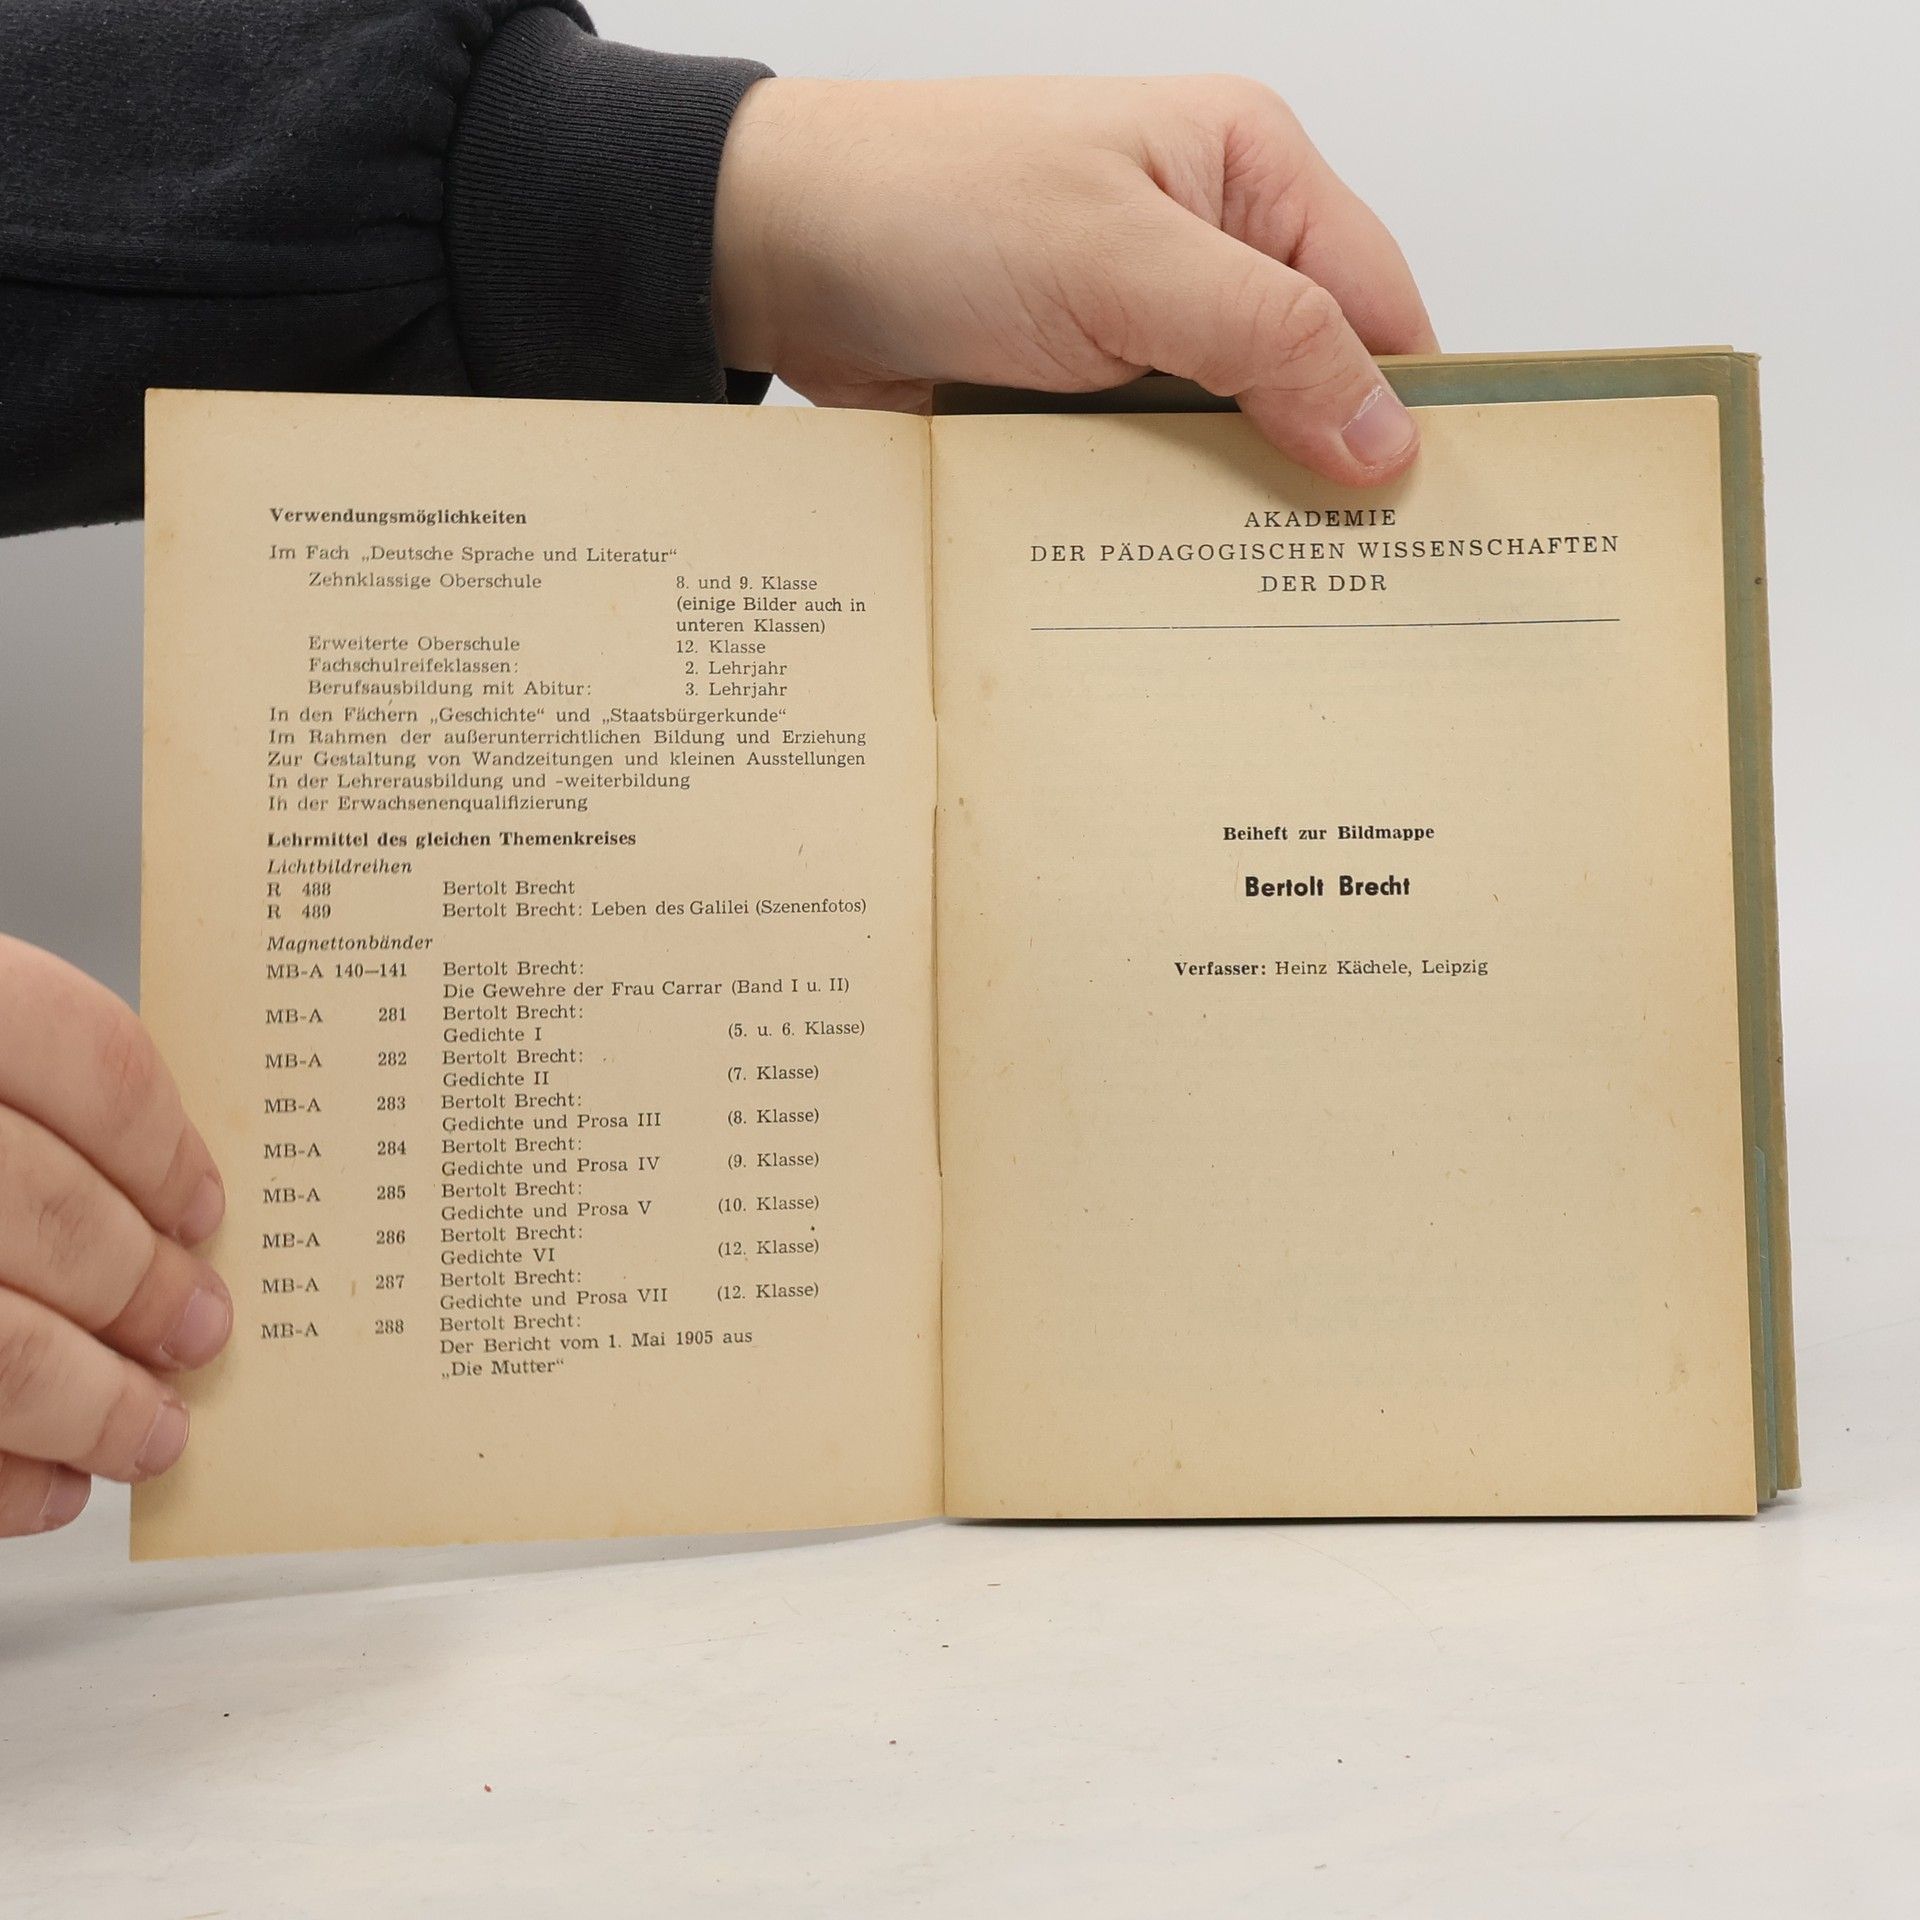 Verwendungsmöglichkeiten
Im Fach „Deutsche Sprache und Literatur“
Zehnklassige Oberschule 8. und 9. Klasse
(einige Bilder auch in
unteren Klassen)
Erweiterte Oberschule 12. Klasse
Fachschulreifeklassen: 2. Lehrjahr
Berufsausbildung mit Abitur: 3. Lehrjahr
In den Fächern „Geschichte“ und „Staatsbürgerkunde“
Im Rahmen der außerunterrichtlichen Bildung und Erziehung
Zur Gestaltung von Wandzeitungen und kleinen Ausstellungen
In der Lehrerausbildung und -weiterbildung
In der Erwachsenenqualifizierung
Lehrmittel des gleichen Themenkreises
Lichtbildreihen
R 488 Bertolt Brecht
R 489 Bertolt Brecht: Leben des Galilei (Szenenfotos)
Magnettonbänder
MB-A 140—141 Bertolt Brecht:
Die Gewehre der Frau Carrar (Band I u. II)
MB-A 281 Bertolt Brecht:
Gedichte I (5. u. 6. Klasse)
MB-A 282 Bertolt Brecht:
Gedichte II (7. Klasse)
MB-A 283 Bertolt Brecht:
Gedichte und Prosa III (8. Klasse)
MB-A 284 Bertolt Brecht:
Gedichte und Prosa IV (9. Klasse)
MB-A 285 Bertolt Brecht:
Gedichte und Prosa V (10. Klasse)
MB-A 286 Bertolt Brecht:
Gedichte VI (12. Klasse)
MB-A 287 Bertolt Brecht:
Gedichte und Prosa VII (12. Klasse)
MB-A 288 Bertolt Brecht:
Der Bericht vom 1. Mai 1905 aus
„Die Mutter“
AKADEMIE
DER PÄDAGOGISCHEN WISSENSCHAFTEN
DER DDR
Beiheft zur Bildmappe
Bertolt Brecht
Verfasser: Heinz Kächele, Leipzig